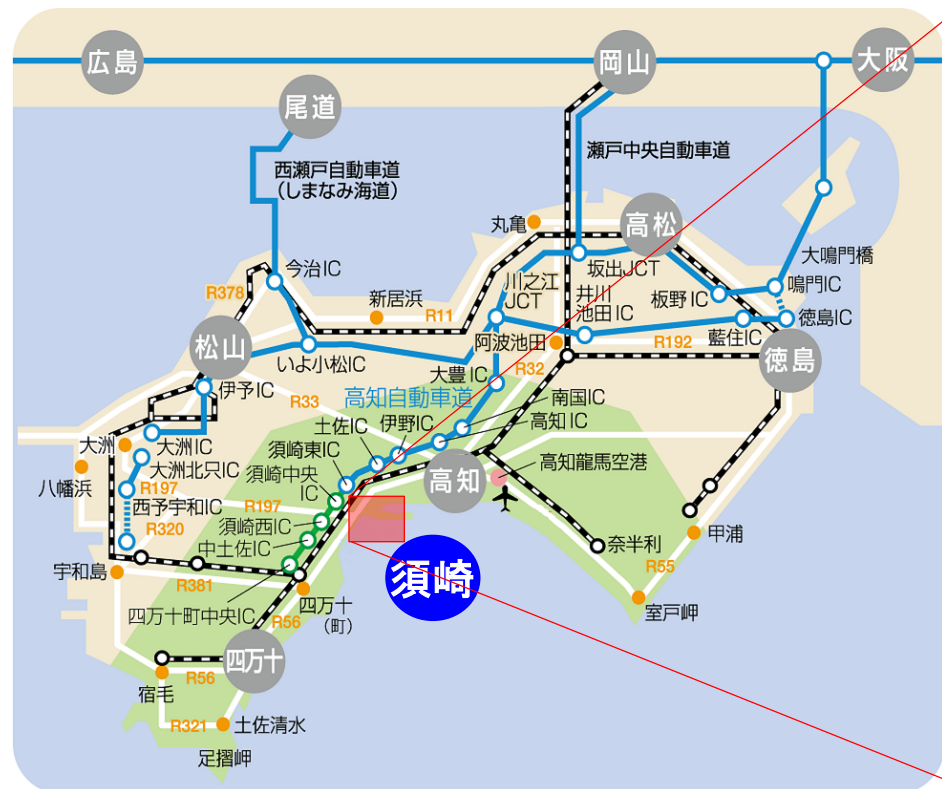 広島
岡山
大阪
尾道
西瀬戸自動車道
(しまなみ海道)
瀬戸中央自動車道
丸亀
高松
大鳴門橋
今治IC
R378
新居浜
R11
川之江
JCT
坂出JCT
井川
池田IC
板野IC
鳴門IC
徳島IC
藍住IC
松山
いよ小松IC
阿波池田
R192
徳島
大豊IC
R32
伊予IC
R33
高知自動車道
南国IC
高知IC
伊野IC
土佐IC
須崎東IC
須崎中央
IC
大洲
大洲IC
大洲北只IC
八幡浜
R197
西予宇和IC
R320
R197
須崎西IC
中土佐IC
高知
高知龍馬空港
奈半利
甲浦
R55
室戸岬
宇和島
R381
須崎
四万十町中央IC
R56
四万十
(町)
四万十
宿毛
R56
R321
土佐清水
足摺岬